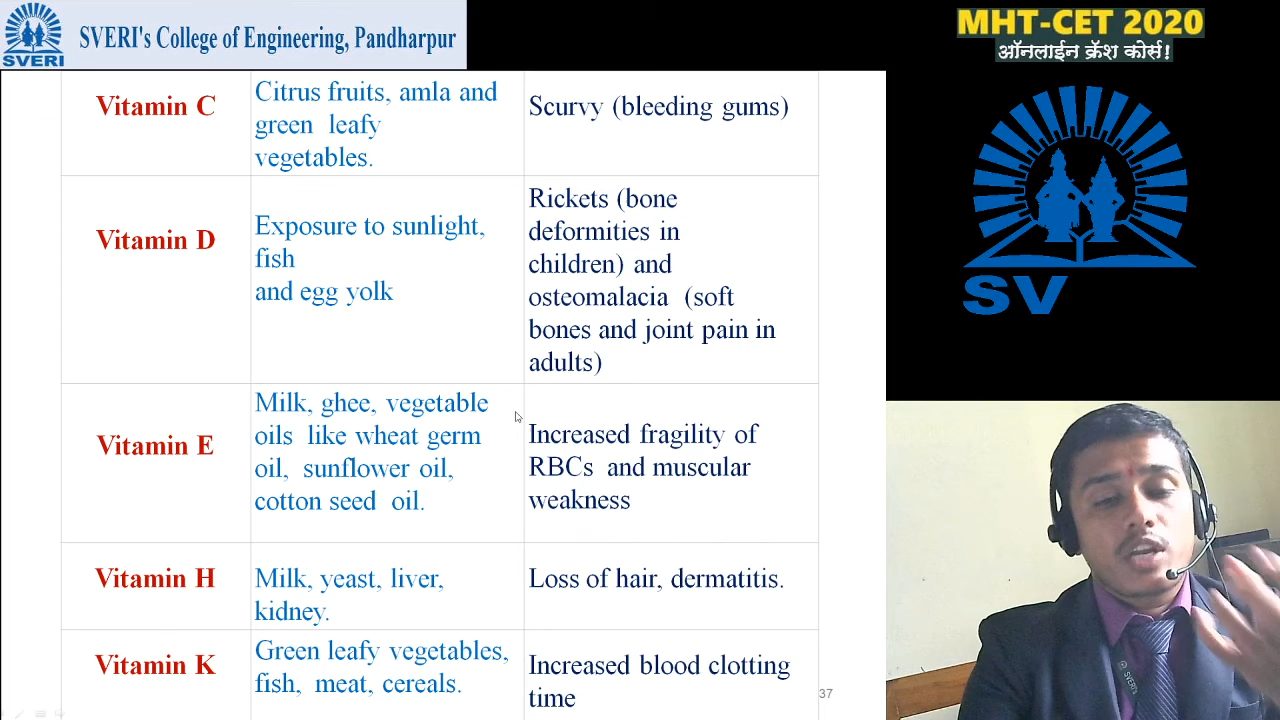 SVERI
SVERI's College of Engineering, Pandharpur
MHT-CET 2020
ऑनलाईन क्रॅश कोर्स!
Vitamin C
Citrus fruits, amla and
green leafy
vegetables.
Scurvy (bleeding gums)
Vitamin D
Exposure to sunlight,
fish
and egg yolk
Rickets (bone
deformities in
children) and
osteomalacia (soft
bones and joint pain in
adults)
Vitamin E
Milk, ghee, vegetable
oils like wheat germ
oil, sunflower oil,
cotton seed oil.
Increased fragility of
RBCs and muscular
weakness
Vitamin H
Milk, yeast, liver,
kidney.
Loss of hair, dermatitis.
Vitamin K
Green leafy vegetables,
fish, meat, cereals.
Increased blood clotting
time
37
SV
SVERI's